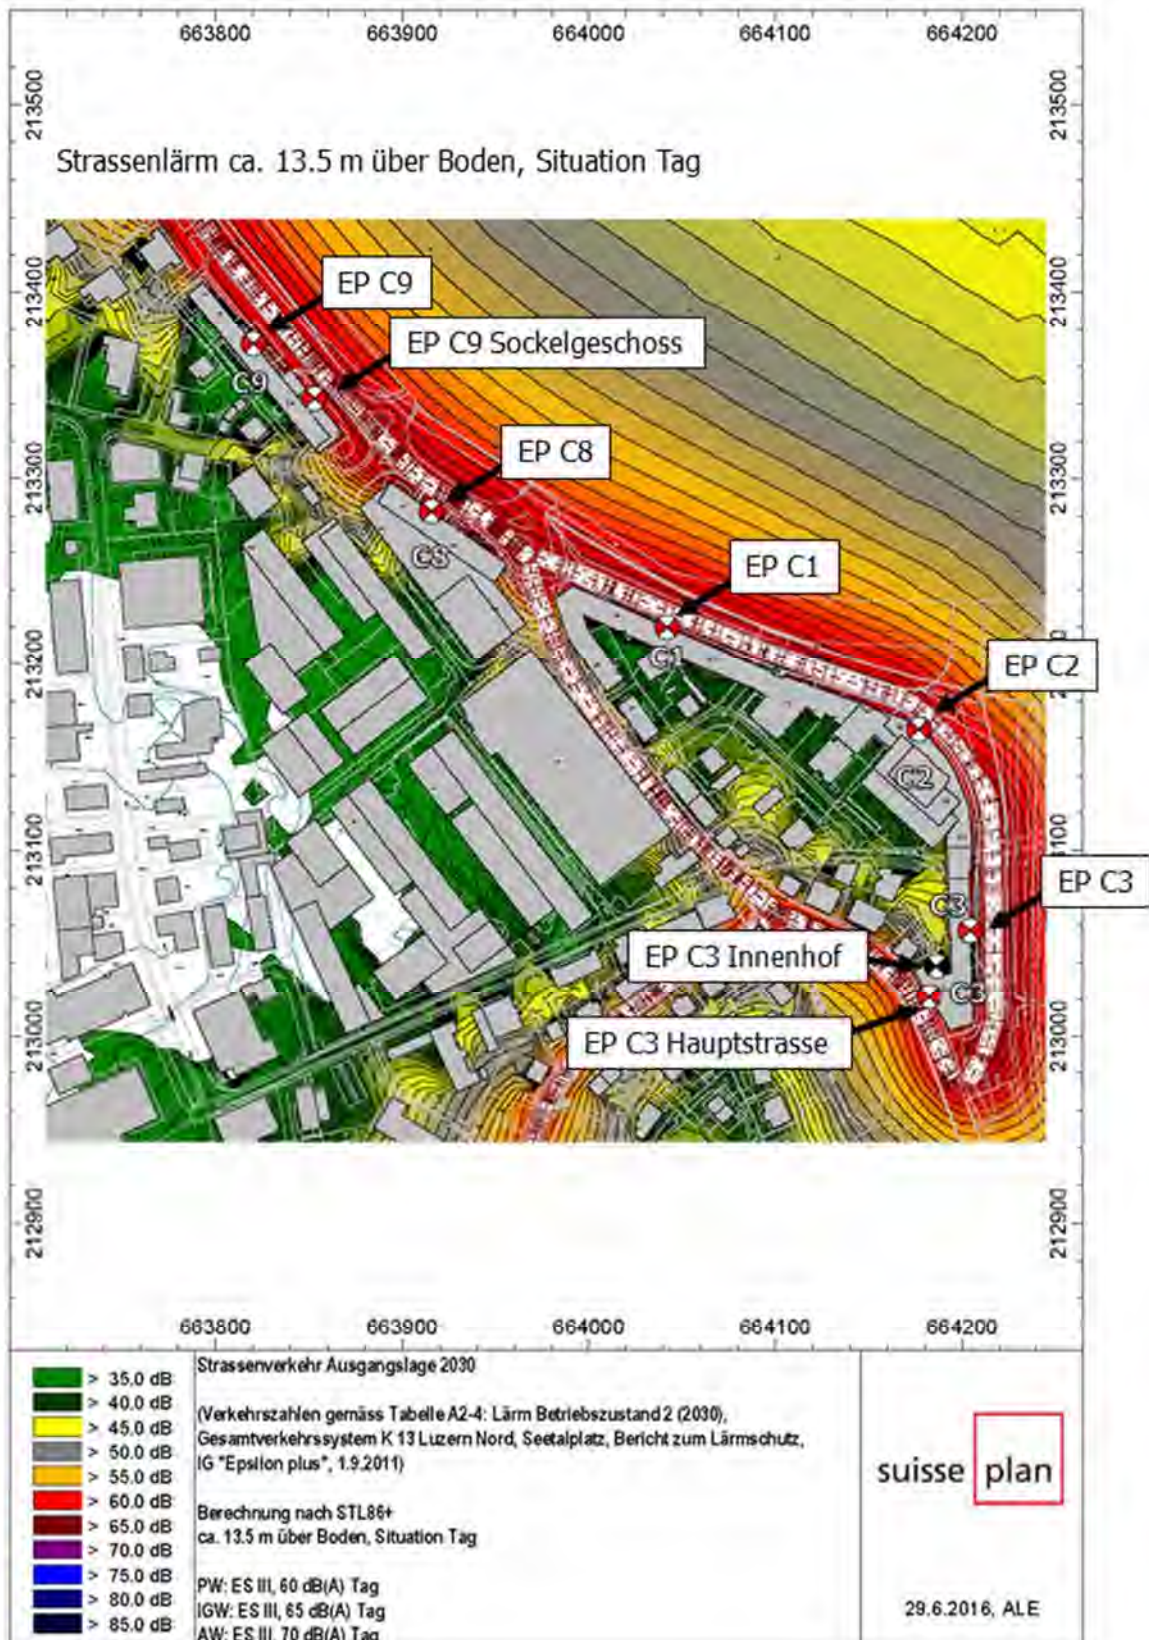 663800 663900 664000 664100 664200
213500 213500
Strassenlärm ca. 13.5 m über Boden, Situation Tag
213400 213400
EP C9
EP C9 Sockelgeschoss
C9
213300 213300
EP C8
C8
EP C1
213200
C1
EP C2
C2
213100
EP C3
C3
EP C3 Innenhof
C3
213000 213000
EP C3 Hauptstrasse
212900 212900
663800 663900 664000 664100 664200
> 35.0 dB
> 40.0 dB
> 45.0 dB
> 50.0 dB
> 55.0 dB
> 60.0 dB
> 65.0 dB
> 70.0 dB
> 75.0 dB
> 80.0 dB
> 85.0 dB
Strassenverkehr Ausgangslage 2030
(Verkehrszahlen gemäss Tabelle A2-4: Lärm Betriebszustand 2 (2030),
Gesamtverkehrssystem K 13 Luzern Nord, Seetalplatz, Bericht zum Lärmschutz,
IG "Epsilon plus", 1.9.2011)
Berechnung nach STL86+
ca. 13.5 m über Boden, Situation Tag
PW: ES III, 60 dB(A) Tag
IGW: ES III, 65 dB(A) Tag
AW: ES III, 70 dB(A) Tag
suisse plan
29.6.2016, ALE